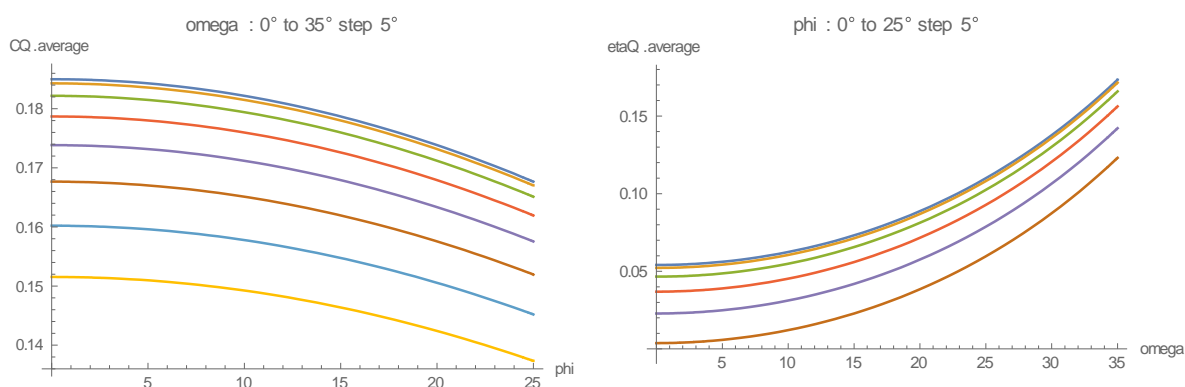 omega : 0° to 35° step 5°
CQ .average
0.18
0.17
0.16
0.15
0.14
5 10 15 20 25 phi
phi : 0° to 25° step 5°
etaQ .average
0.15
0.10
0.05
5 10 15 20 25 30 35 omega